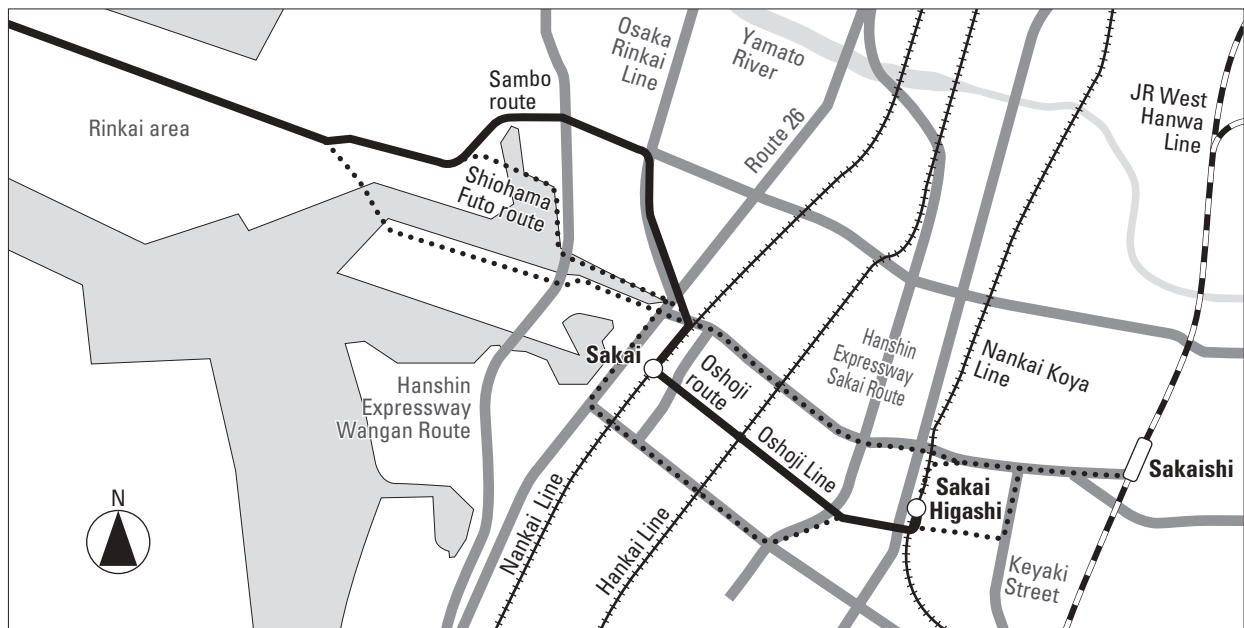 Osaka
Rinkai
Line
Yamato
River
Sambo
route
JR West
Hanwa
Line
Rinkai area
Route 26
Shiohama
Futo route
Sakai
Oshoji
route
Hanshin
Expressway
Sakai Route
Nankai Koya
Line
Hanshin
Expressway
Wangan Route
Oshoji Line
Sakaishi
Sakai
Higashi
N
Nankai Line
Hankai Line
Keyaki
Street